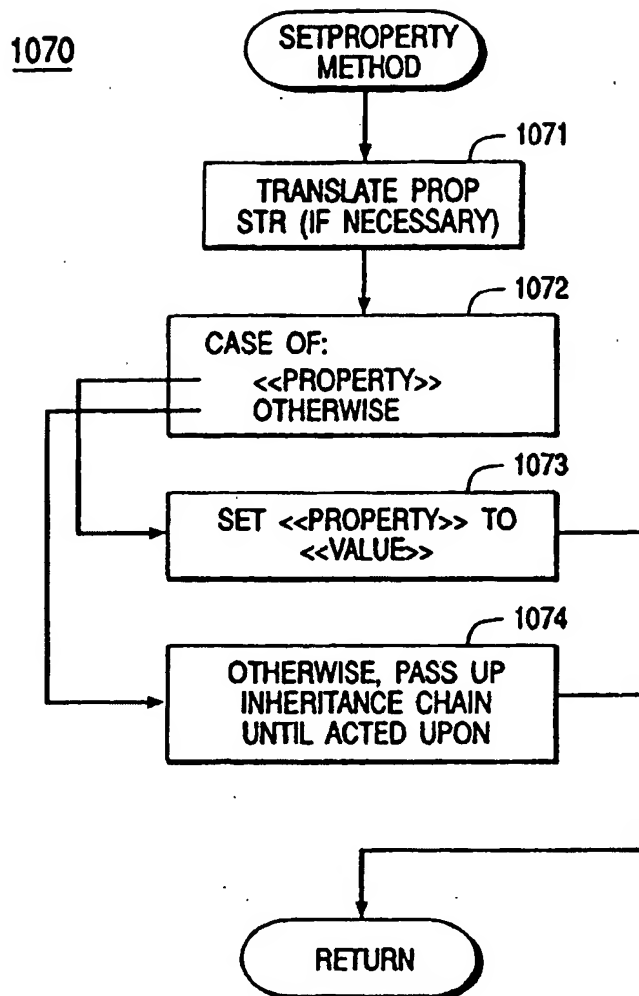 1070
SETPROPERTY
METHOD
1071
TRANSLATE PROP
STR (IF NECESSARY)
1072
CASE OF:
<<PROPERTY>>
OTHERWISE
1073
SET <<PROPERTY>> TO
<<VALUE>>
1074
OTHERWISE, PASS UP
INHERITANCE CHAIN
UNTIL ACTED UPON
RETURN